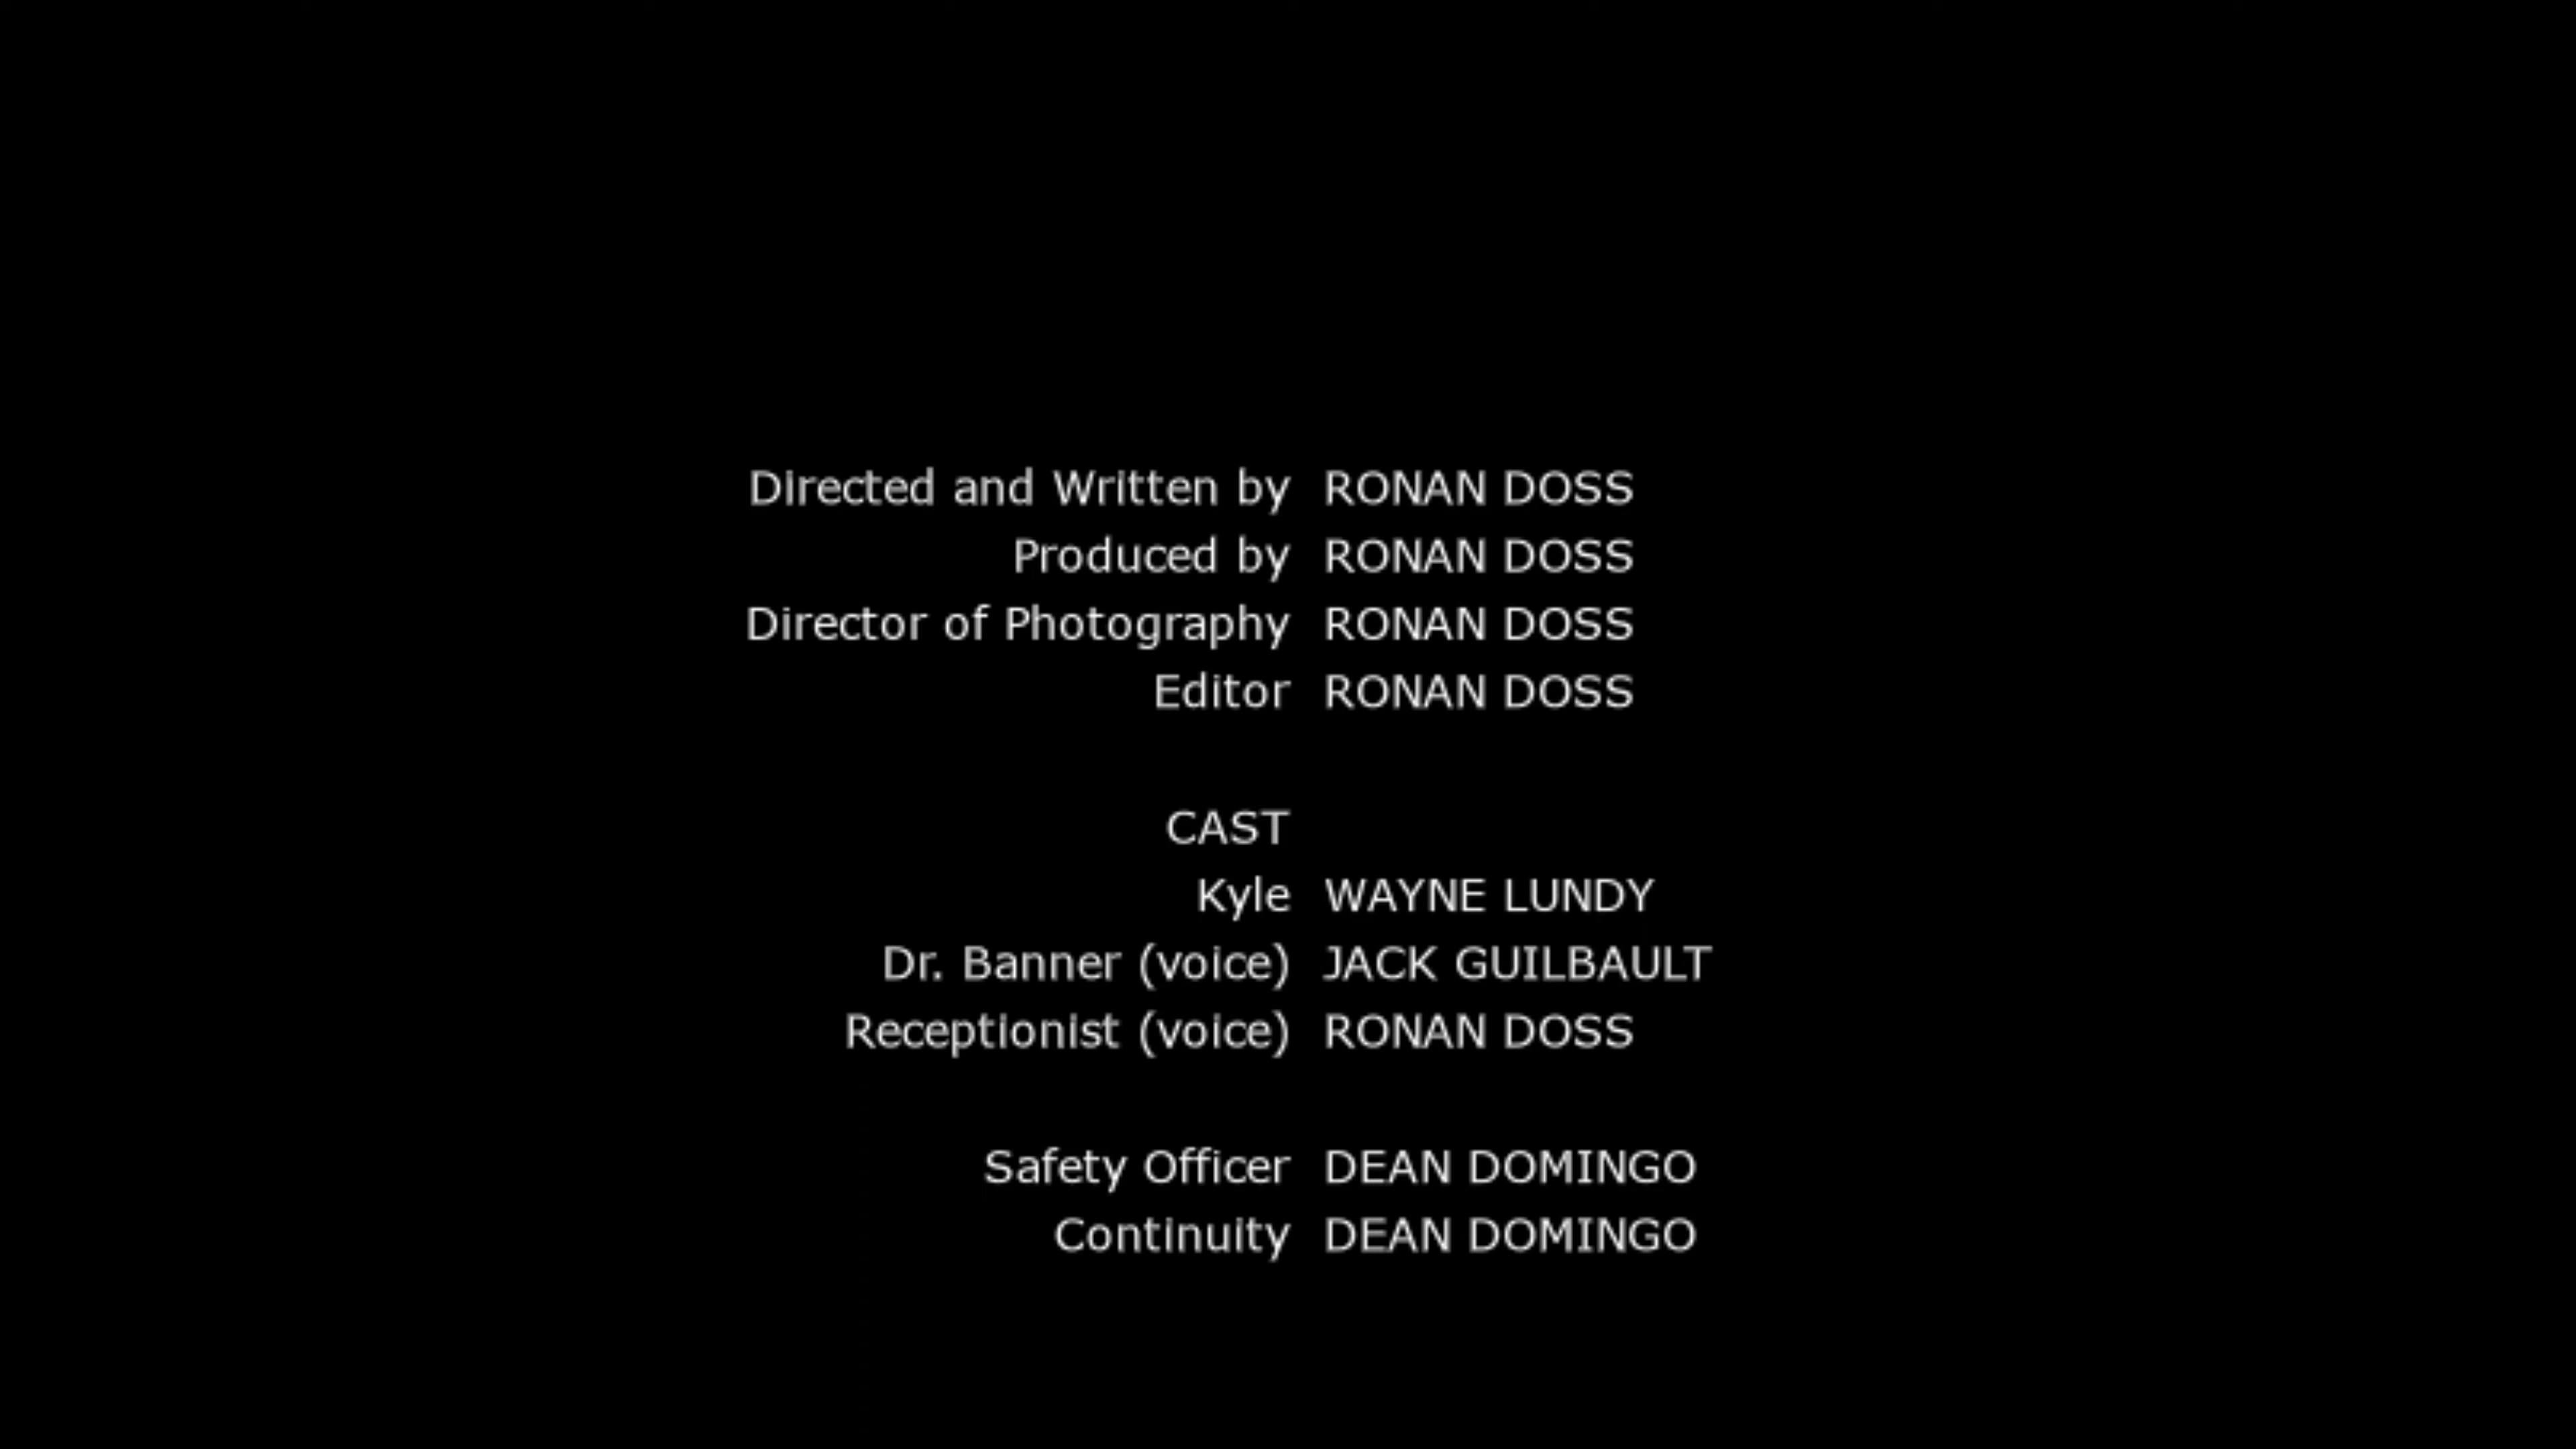 Directed and Written by RONAN DOSS
Produced by RONAN DOSS
Director of Photography RONAN DOSS
Editor RONAN DOSS
CAST
Kyle WAYNE LUNDY
Dr. Banner (voice) JACK GUILBAULT
Receptionist (voice) RONAN DOSS
Safety Officer DEAN DOMINGO
Continuity DEAN DOMINGO